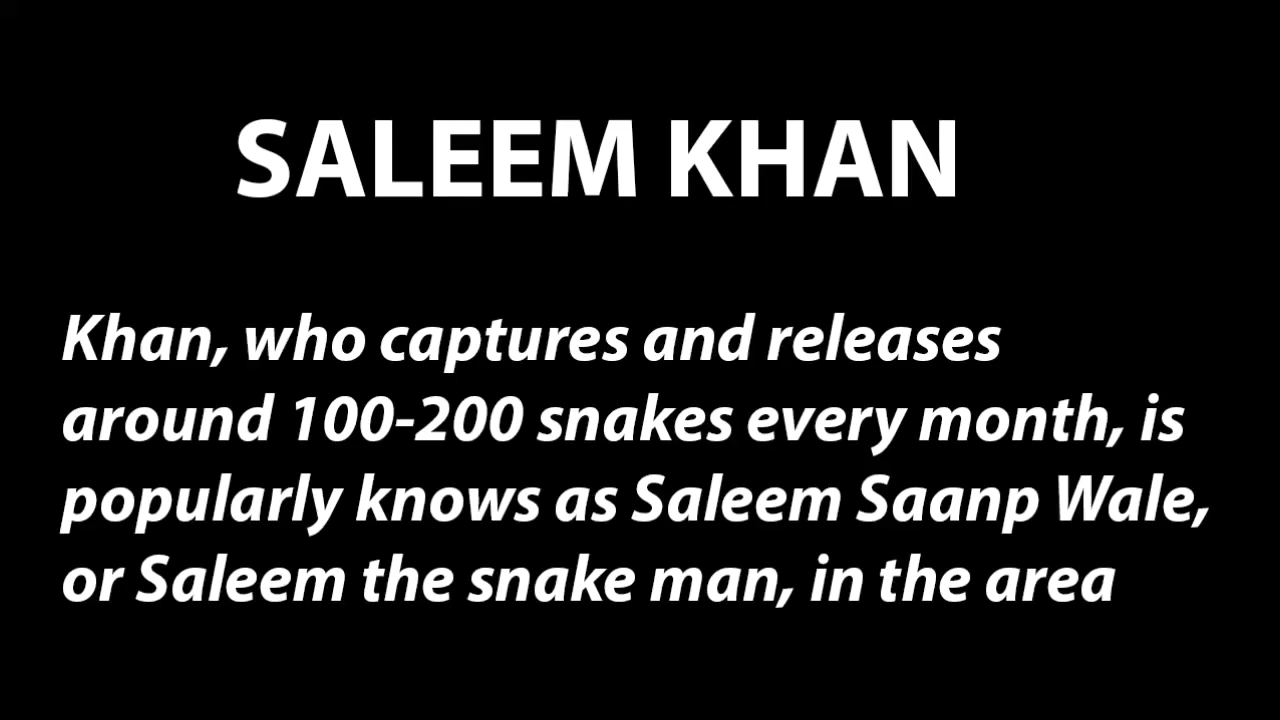 SALEEM KHAN
Khan, who captures and releases
around 100-200 snakes every month, is
popularly knows as Saleem Saanp Wale,
or Saleem the snake man, in the area